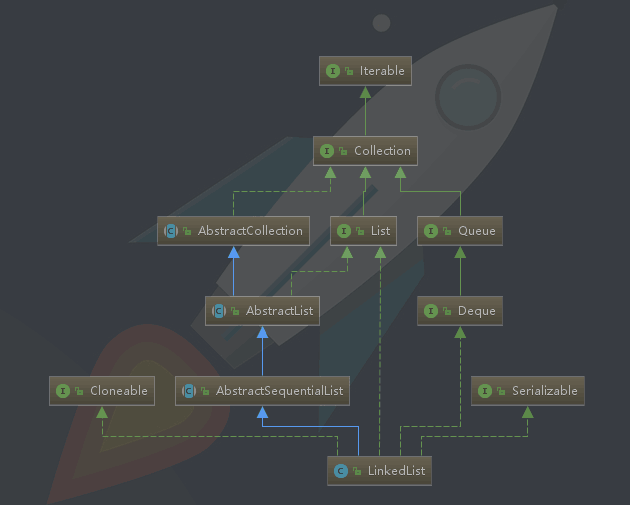 I Iterable
I Collection
C AbstractCollection
I List
I Queue
C AbstractList
I Deque
I Cloneable
C AbstractSequentialList
I Serializable
C LinkedList